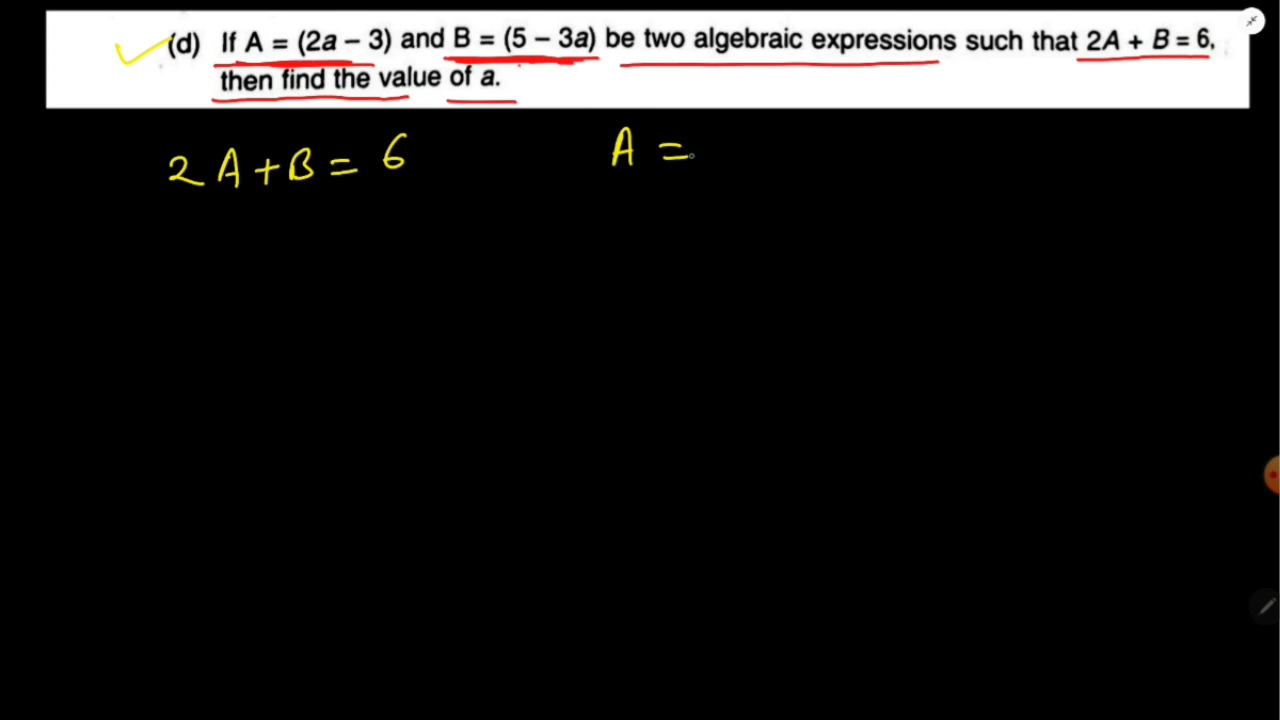 (d) If A = (2a – 3) and B = (5 – 3a) be two algebraic expressions such that 2A + B = 6,
then find the value of a.
2A+B=6 A=